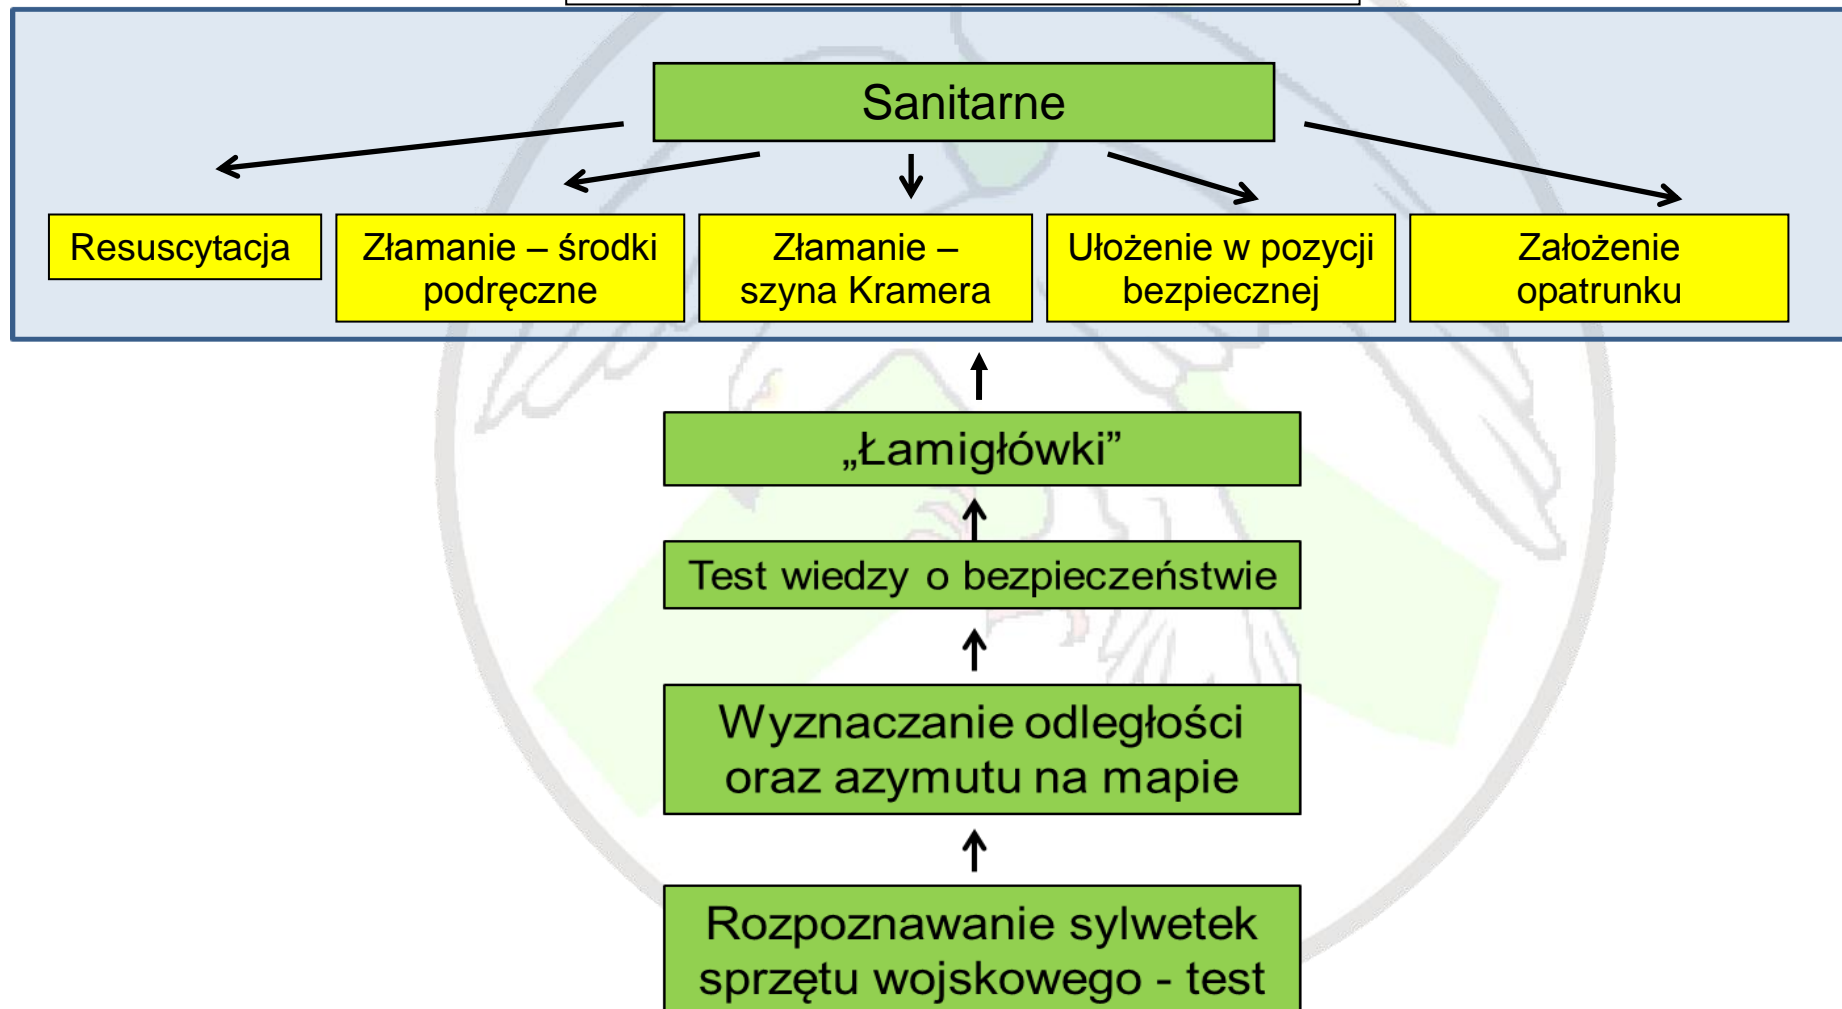 Sanitarne
Resuscytacja
Złamanie – środki
podręczne
Złamanie –
szyna Kramera
Ułożenie w pozycji
bezpiecznej
Założenie
opatrunku
„Łamigłówki”
Test wiedzy o bezpieczeństwie
Wyznaczanie odległości
oraz azymutu na mapie
Rozpoznawanie sylwetek
sprzętu wojskowego - test